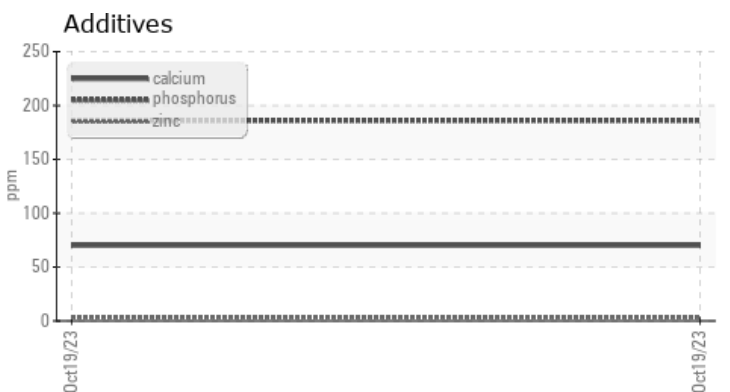 Additives
250
200
150
100
50
0
ppm
calcium
phosphorus
zinc
Oct19/23
Oct19/23